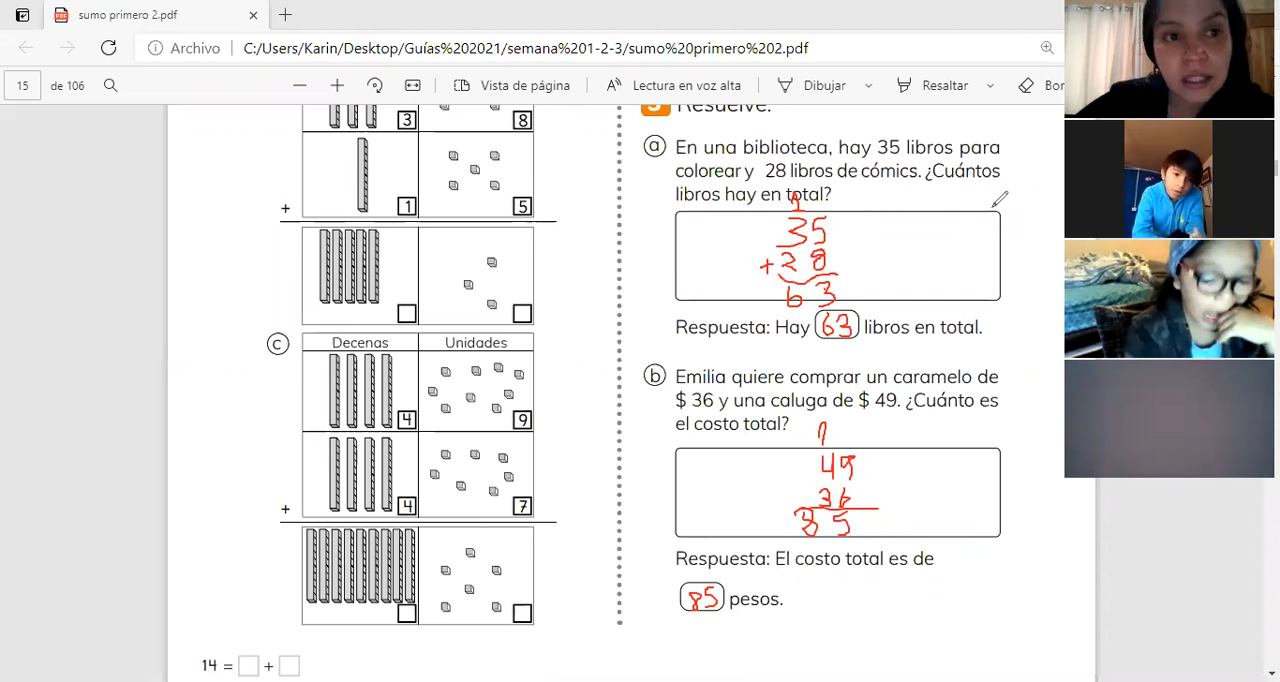 sumo primero 2.pdf
Archivo
C:/Users/Karin/Desktop/Guías%202021/semana%201-2-3/sumo%20primero%202.pdf
15 de 106
Vista de página
Lectura en voz alta
Dibujar
Resaltar
Bor
3 8
+ 1 5
c
Decenas Unidades
4 9
+ 4 7
14 = +
Resuelve.
a En una biblioteca, hay 35 libros para
colorear y 28 libros de cómics. ¿Cuántos
libros hay en total?
1
35
+ 28
63
Respuesta: Hay 63 libros en total.
b Emilia quiere comprar un caramelo de
$ 36 y una caluga de $ 49. ¿Cuánto es
el costo total?
1
49
36
85
Respuesta: El costo total es de
85 pesos.